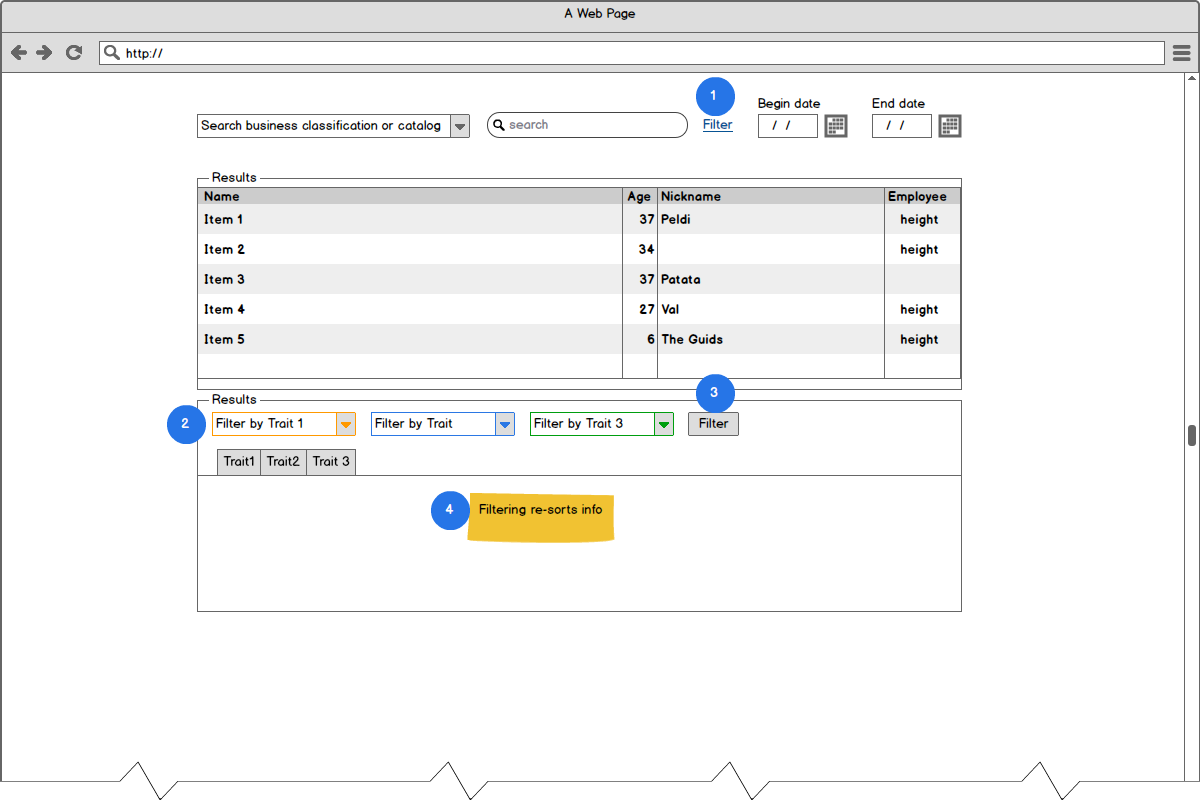 A Web Page
http://
1
Begin date
End date
Search business classification or catalog
search
Filter
/ /
/ /
Results
Name Age Nickname Employee
Item 1 37 Peldi height
Item 2 34 height
Item 3 37 Patata
Item 4 27 Val height
Item 5 6 The Guids height
3
Results
2
Filter by Trait 1
Filter by Trait
Filter by Trait 3
Filter
Trait1 Trait2 Trait 3
4
Filtering re-sorts info